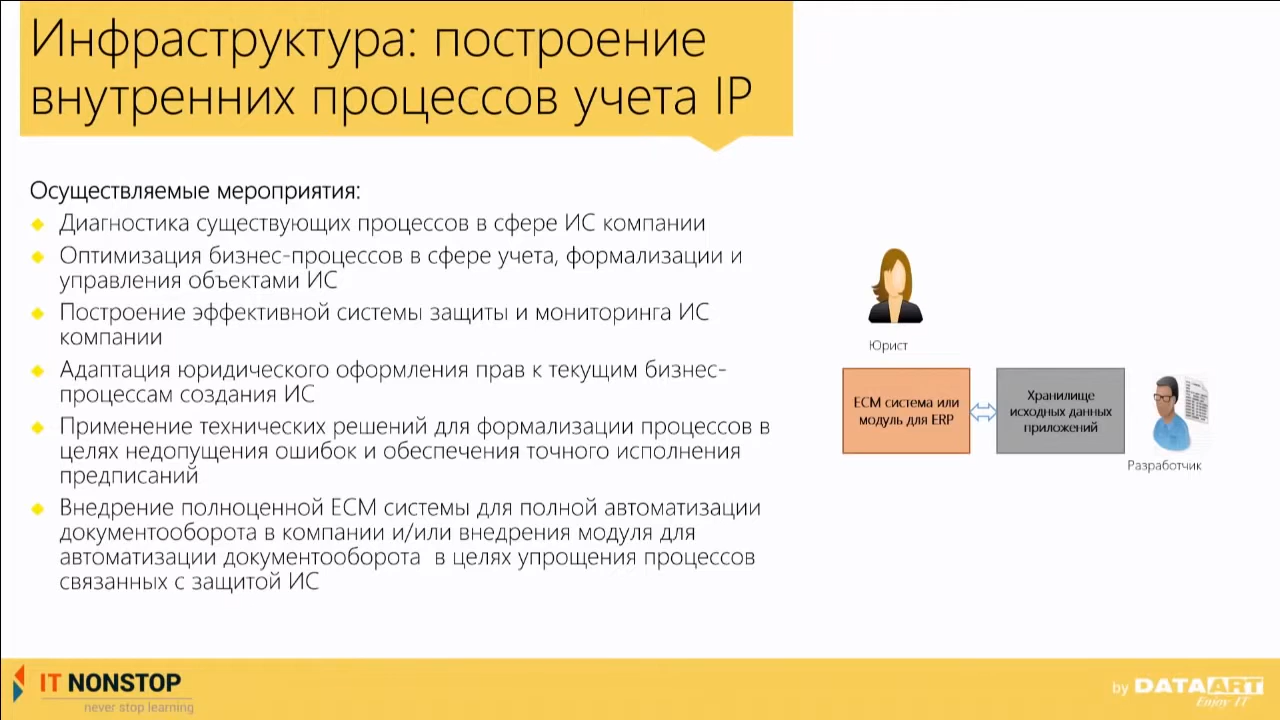 Инфраструктура: построение
внутренних процессов учета IP
Осуществляемые мероприятия:
Диагностика существующих процессов в сфере ИС компании
Оптимизация бизнес-процессов в сфере учета, формализации и
управления объектами ИС
Построение эффективной системы защиты и мониторинга ИС
компании
Адаптация юридического оформления прав к текущим бизнес-
процессам создания ИС
Применение технических решений для формализации процессов в
целях недопущения ошибок и обеспечения точного исполнения
предписаний
Внедрение полноценной ECM системы для полной автоматизации
документооборота в компании и/или внедрения модуля для
автоматизации документооборота  в целях упрощения процессов
связанных с защитой ИС
Юрист
ECM система или
модуль для ERP
Хранилище
исходных данных
приложений
Разработчик
IT NONSTOP
never stop learning
by DATAART
Enjoy IT